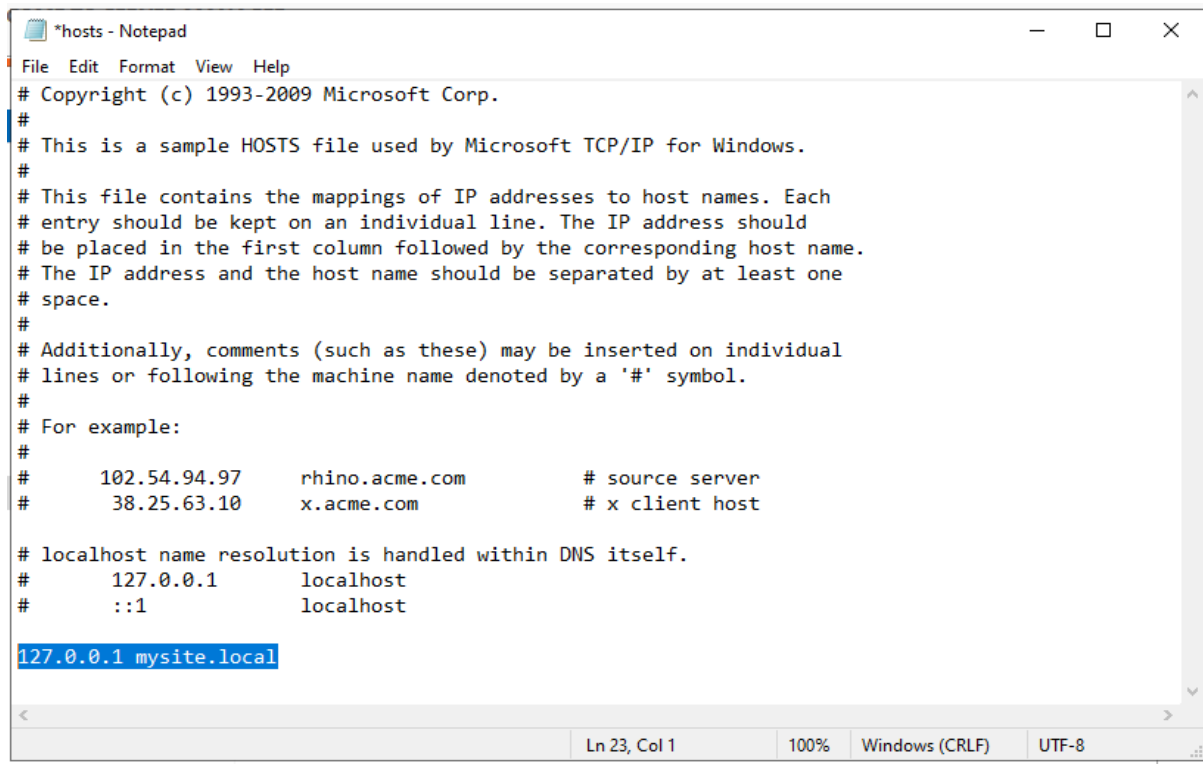 *hosts - Notepad
File Edit Format View Help
# Copyright (c) 1993-2009 Microsoft Corp.
#
# This is a sample HOSTS file used by Microsoft TCP/IP for Windows.
#
# This file contains the mappings of IP addresses to host names. Each
# entry should be kept on an individual line. The IP address should
# be placed in the first column followed by the corresponding host name.
# The IP address and the host name should be separated by at least one
# space.
#
# Additionally, comments (such as these) may be inserted on individual
# lines or following the machine name denoted by a '#' symbol.
#
# For example:
#
#      102.54.94.97     rhino.acme.com          # source server
#       38.25.63.10     x.acme.com              # x client host

# localhost name resolution is handled within DNS itself.
#       127.0.0.1       localhost
#       ::1             localhost

127.0.0.1 mysite.local
Ln 23, Col 1 100% Windows (CRLF) UTF-8